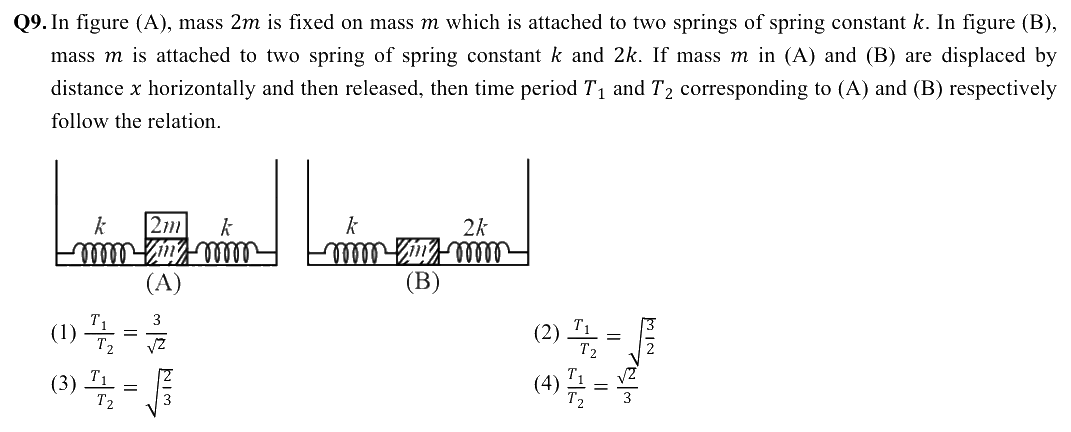 Q9. In figure (A), mass 2m is fixed on mass m which is attached to two springs of spring constant k. In figure (B),
mass m is attached to two spring of spring constant k and 2k. If mass m in (A) and (B) are displaced by
distance x horizontally and then released, then time period T₁ and T₂ corresponding to (A) and (B) respectively
follow the relation.
k 2m k k 2k
m m
(A) (B)
(1) T₁/T₂ = 3/√2 (2) T₁/T₂ = √(3/2)
(3) T₁/T₂ = √(2/3) (4) T₁/T₂ = √2/3